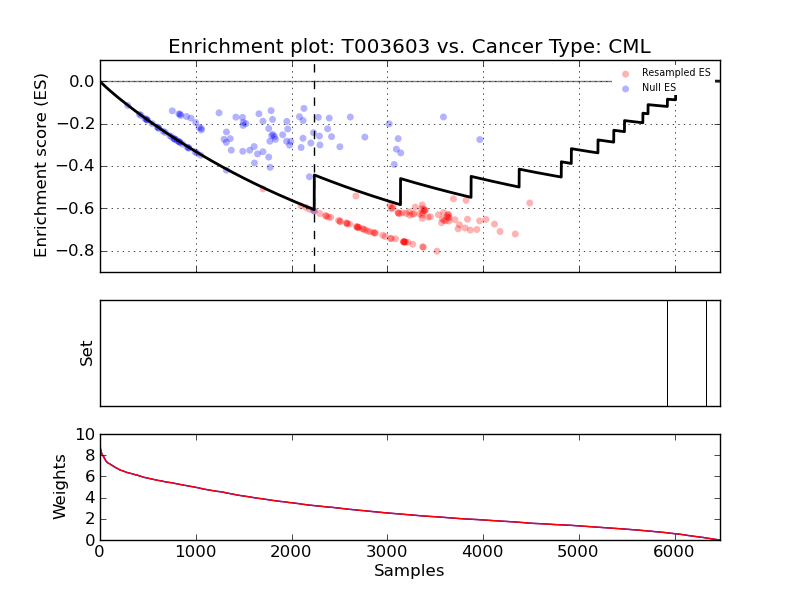 Enrichment plot: T003603 vs. Cancer Type: CML
Enrichment score (ES)
0.0
−0.2
−0.4
−0.6
−0.8
Resampled ES
Null ES
Set
Weights
10
8
6
4
2
0
0 1000 2000 3000 4000 5000 6000
Samples